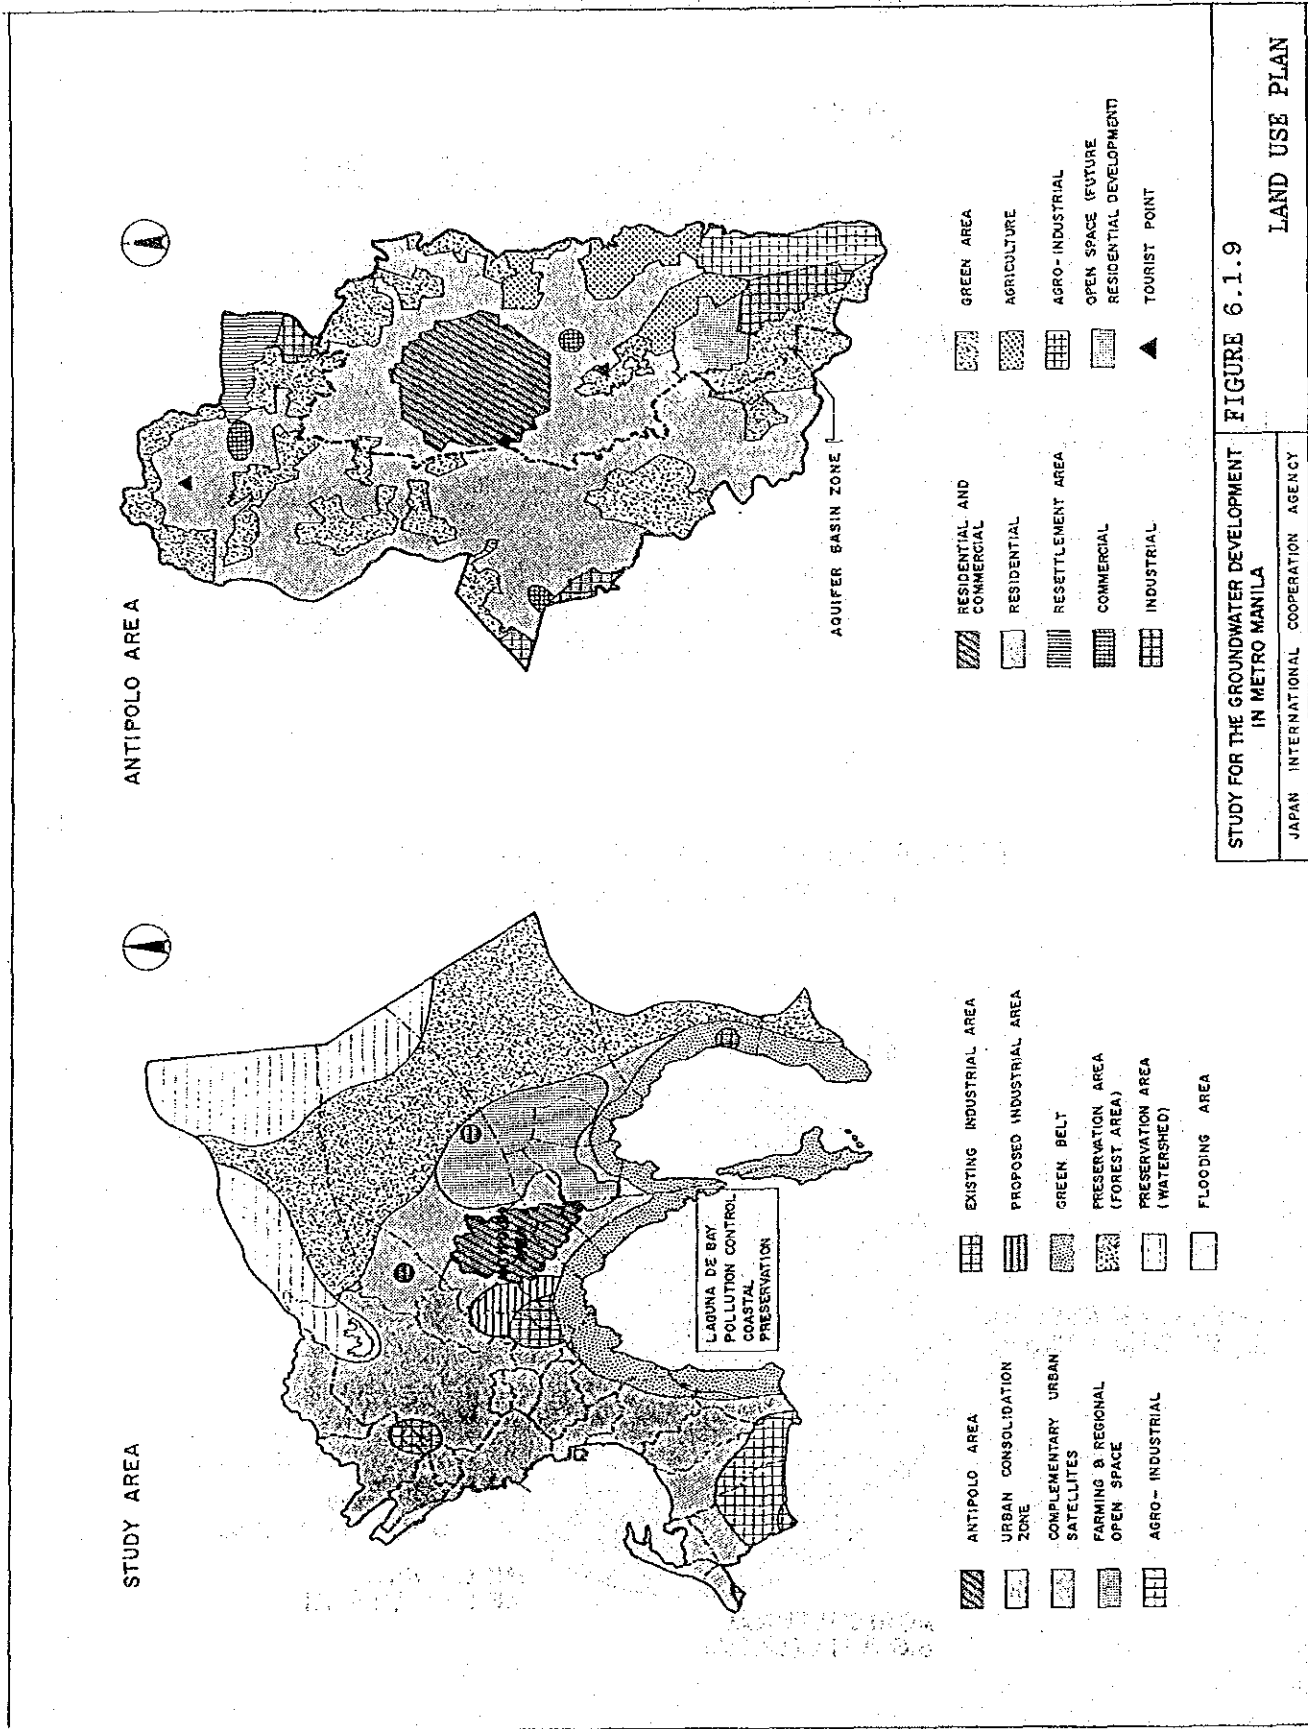 STUDY AREA
LAGUNA DE BAY
POLLUTION CONTROL
COASTAL
PRESERVATION
ANTIPOLO AREA
URBAN CONSOLIDATION
ZONE
COMPLEMENTARY URBAN
SATELLITES
FARMING & REGIONAL
OPEN SPACE
AGRO-INDUSTRIAL
EXISTING INDUSTRIAL AREA
PROPOSED INDUSTRIAL AREA
GREEN BELT
PRESERVATION AREA
(FOREST AREA)
PRESERVATION AREA
(WATERSHED)
FLOODING AREA
ANTIPOLO AREA
AQUIFER BASIN ZONE
RESIDENTIAL AND
COMMERCIAL
RESIDENTIAL
RESETTLEMENT AREA
COMMERCIAL
INDUSTRIAL
GREEN AREA
AGRICULTURE
AGRO-INDUSTRIAL
OPEN SPACE (FUTURE
RESIDENTIAL DEVELOPMENT)
TOURIST POINT
STUDY FOR THE GROUNDWATER DEVELOPMENT
IN METRO MANILA
JAPAN INTERNATIONAL COOPERATION AGENCY
FIGURE 6.1.9
LAND USE PLAN